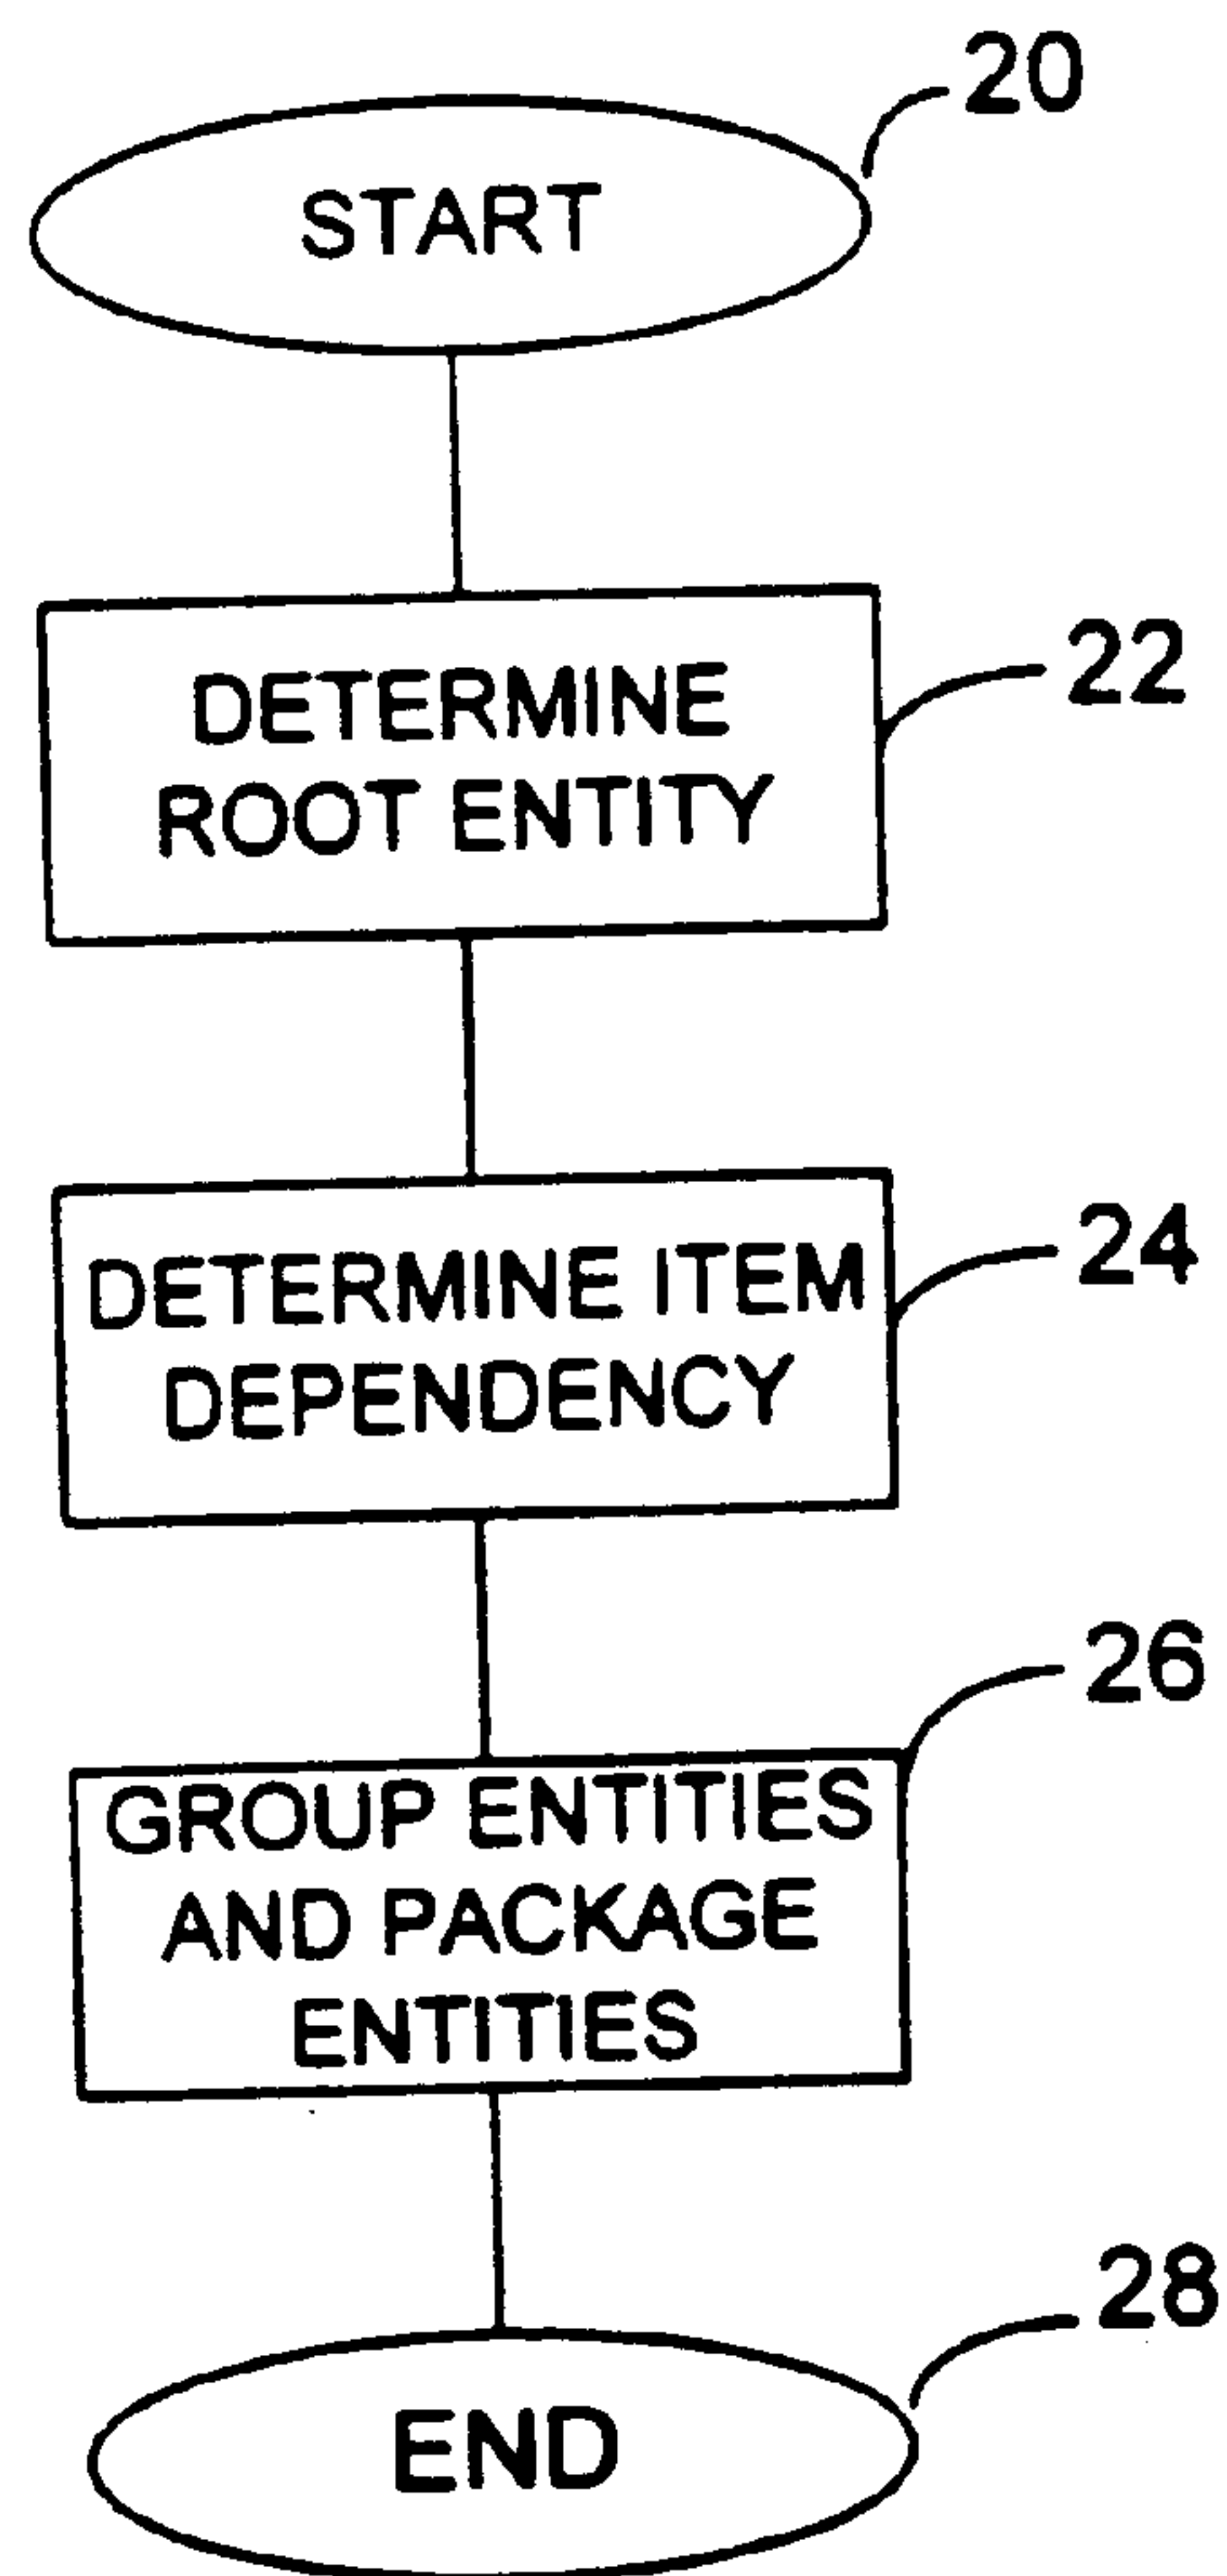 20
START
22
DETERMINE
ROOT ENTITY
24
DETERMINE ITEM
DEPENDENCY
26
GROUP ENTITIES
AND PACKAGE
ENTITIES
28
END